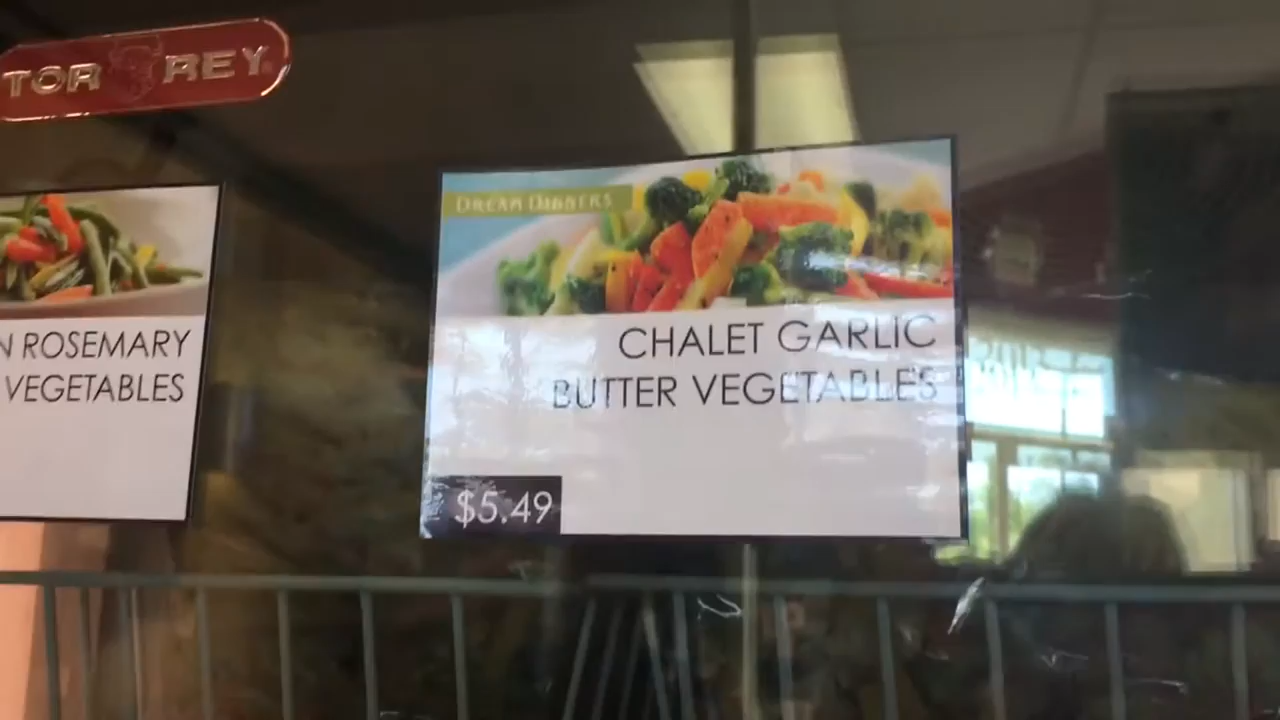 TOR REY
DREAM DINNERS
CHALET GARLIC
BUTTER VEGETABLES
$5.49
ROSEMARY
VEGETABLES